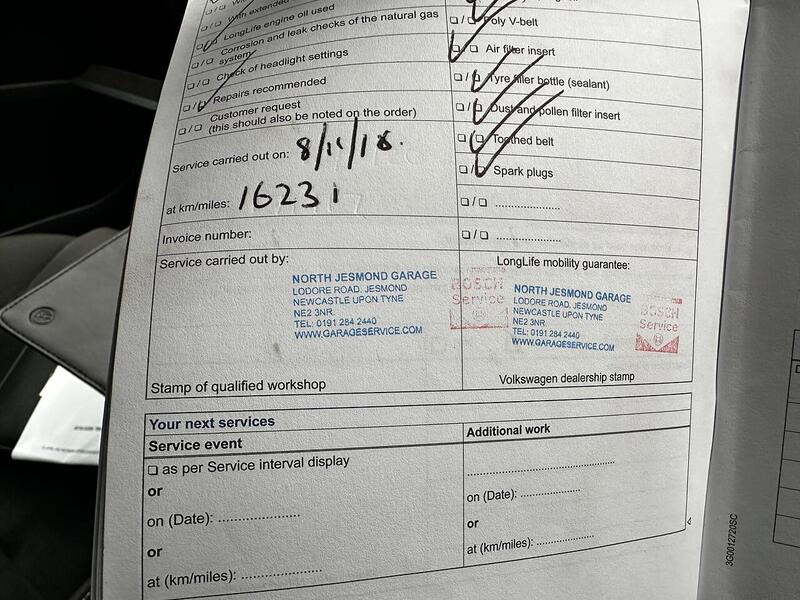 With extended
LongLife engine oil used
Corrosion and leak checks of the natural gas
system
Check of headlight settings
Repairs recommended
Customer request
(this should also be noted on the order)
Service carried out on: 8/11/18.
at km/miles: 16231
Invoice number:
Service carried out by:
NORTH JESMOND GARAGE
LODORE ROAD, JESMOND
NEWCASTLE UPON TYNE
NE2 3NR.
TEL: 0191 284 2440
WWW.GARAGESERVICE.COM
BOSCH
Service
Stamp of qualified workshop
Poly V-belt
Air filter insert
Tyre filler bottle (sealant)
Dust and pollen filter insert
Toothed belt
Spark plugs
LongLife mobility guarantee:
NORTH JESMOND GARAGE
LODORE ROAD, JESMOND
NEWCASTLE UPON TYNE
NE2 3NR.
TEL: 0191 284 2440
WWW.GARAGESERVICE.COM
BOSCH
Service
Volkswagen dealership stamp
Your next services
Service event
as per Service interval display
or
on (Date):
or
at (km/miles):
Additional work
on (Date):
or
at (km/miles):
3G0012720SC